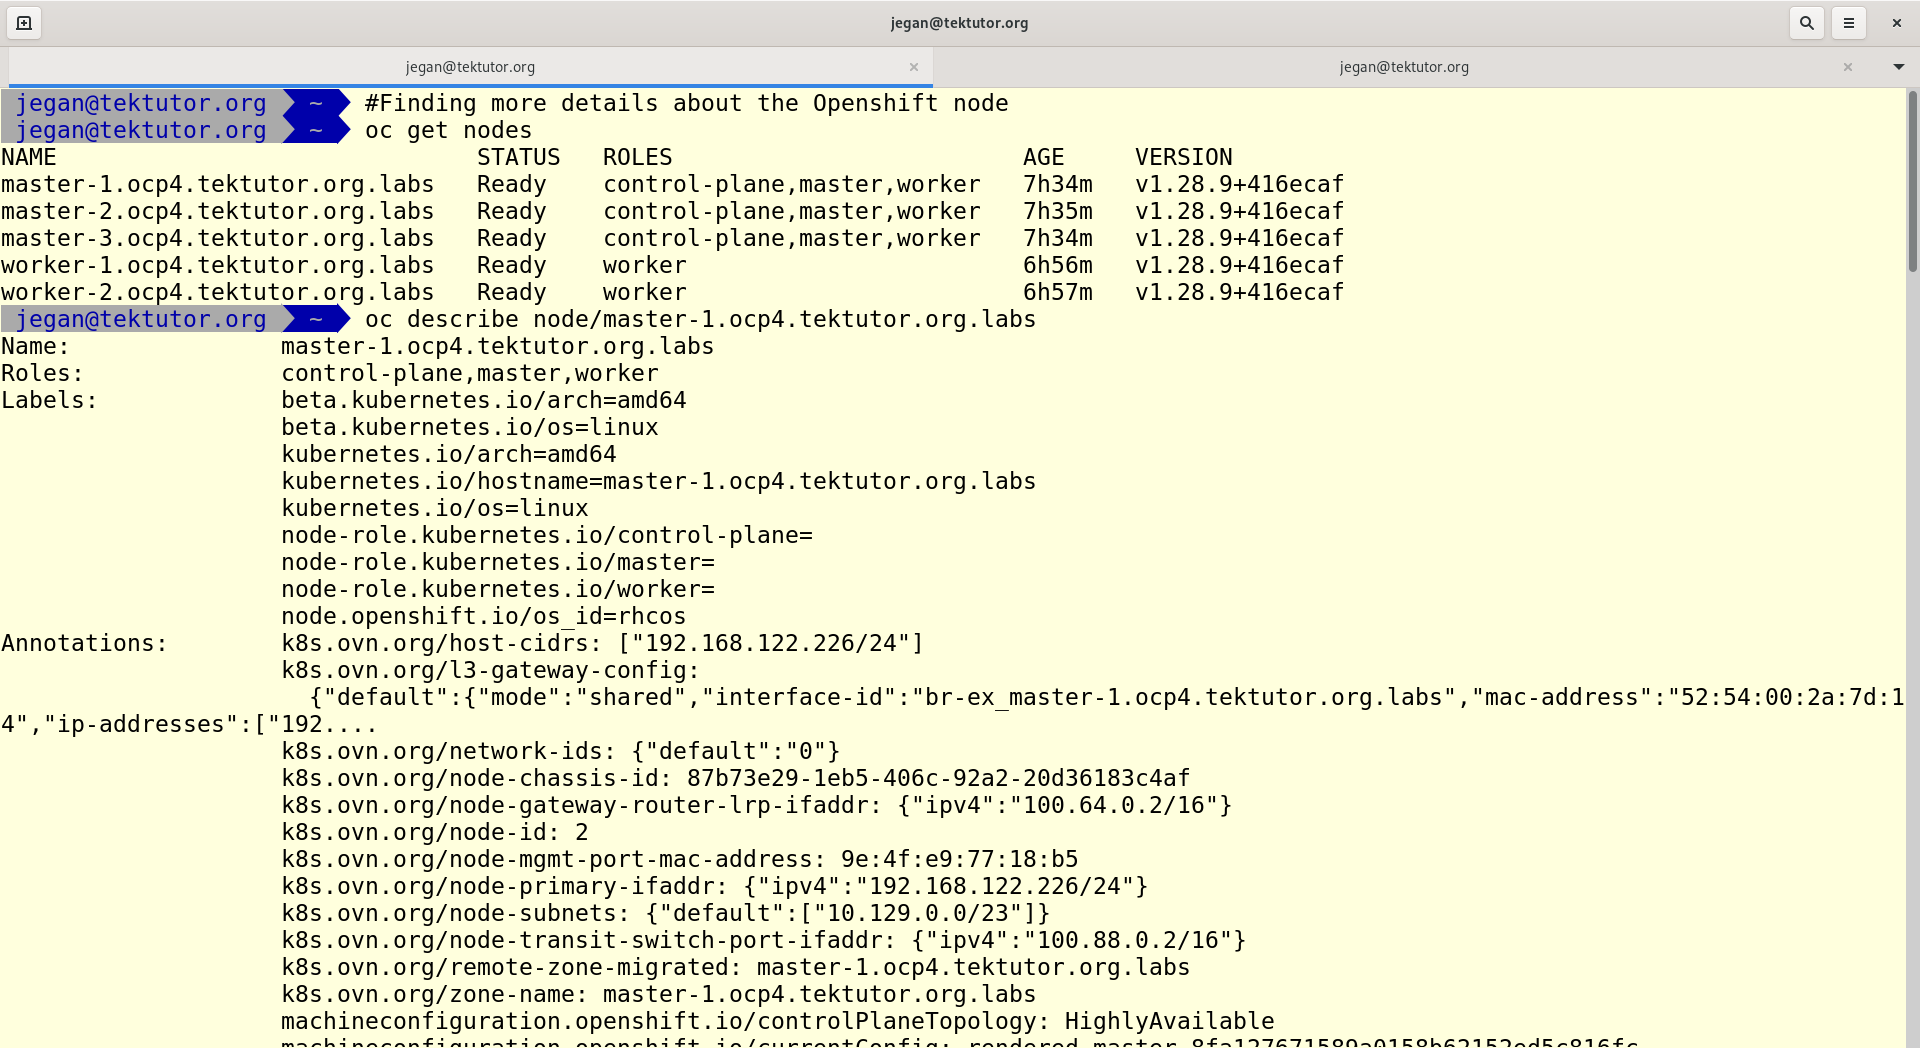 jegan@tektutor.org
jegan@tektutor.org jegan@tektutor.org
jegan@tektutor.org ~ #Finding more details about the Openshift node
jegan@tektutor.org ~ oc get nodes
NAME STATUS ROLES AGE VERSION
master-1.ocp4.tektutor.org.labs Ready control-plane,master,worker 7h34m v1.28.9+416ecaf
master-2.ocp4.tektutor.org.labs Ready control-plane,master,worker 7h35m v1.28.9+416ecaf
master-3.ocp4.tektutor.org.labs Ready control-plane,master,worker 7h34m v1.28.9+416ecaf
worker-1.ocp4.tektutor.org.labs Ready worker 6h56m v1.28.9+416ecaf
worker-2.ocp4.tektutor.org.labs Ready worker 6h57m v1.28.9+416ecaf
jegan@tektutor.org ~ oc describe node/master-1.ocp4.tektutor.org.labs
Name: master-1.ocp4.tektutor.org.labs
Roles: control-plane,master,worker
Labels: beta.kubernetes.io/arch=amd64
beta.kubernetes.io/os=linux
kubernetes.io/arch=amd64
kubernetes.io/hostname=master-1.ocp4.tektutor.org.labs
kubernetes.io/os=linux
node-role.kubernetes.io/control-plane=
node-role.kubernetes.io/master=
node-role.kubernetes.io/worker=
node.openshift.io/os_id=rhcos
Annotations: k8s.ovn.org/host-cidrs: ["192.168.122.226/24"]
k8s.ovn.org/l3-gateway-config:
{"default":{"mode":"shared","interface-id":"br-ex_master-1.ocp4.tektutor.org.labs","mac-address":"52:54:00:2a:7d:1
4","ip-addresses":["192....
k8s.ovn.org/network-ids: {"default":"0"}
k8s.ovn.org/node-chassis-id: 87b73e29-1eb5-406c-92a2-20d36183c4af
k8s.ovn.org/node-gateway-router-lrp-ifaddr: {"ipv4":"100.64.0.2/16"}
k8s.ovn.org/node-id: 2
k8s.ovn.org/node-mgmt-port-mac-address: 9e:4f:e9:77:18:b5
k8s.ovn.org/node-primary-ifaddr: {"ipv4":"192.168.122.226/24"}
k8s.ovn.org/node-subnets: {"default":["10.129.0.0/23"]}
k8s.ovn.org/node-transit-switch-port-ifaddr: {"ipv4":"100.88.0.2/16"}
k8s.ovn.org/remote-zone-migrated: master-1.ocp4.tektutor.org.labs
k8s.ovn.org/zone-name: master-1.ocp4.tektutor.org.labs
machineconfiguration.openshift.io/controlPlaneTopology: HighlyAvailable
machineconfiguration.openshift.io/currentConfig: